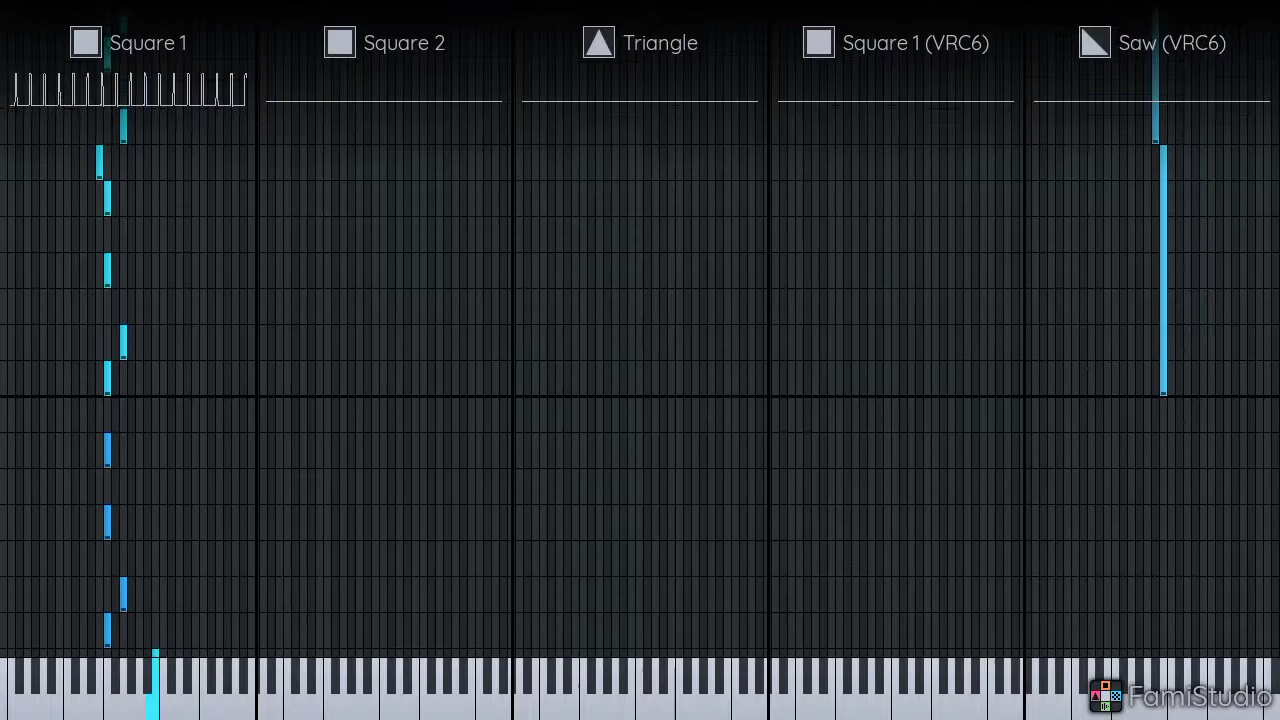 Square 1
Square 2
Triangle
Square 1 (VRC6)
Saw (VRC6)
FamiStudio